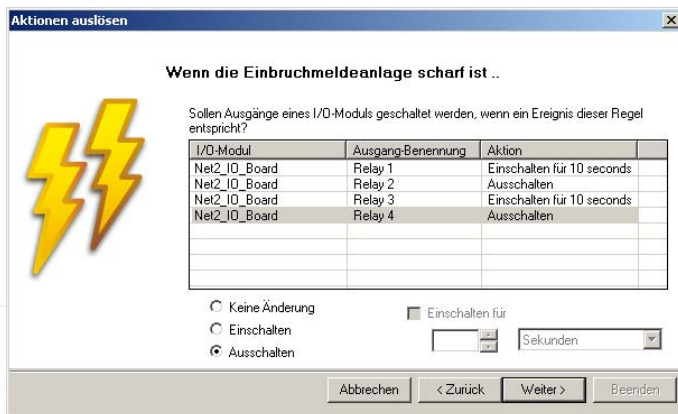 Aktionen auslösen
Wenn die Einbruchmeldeanlage scharf ist ..
Sollen Ausgänge eines I/O-Moduls geschaltet werden, wenn ein Ereignis dieser Regel
entspricht?
I/O-Modul Ausgang-Benennung Aktion
Net2_IO_Board Relay 1 Einschalten für 10 seconds
Net2_IO_Board Relay 2 Ausschalten
Net2_IO_Board Relay 3 Einschalten für 10 seconds
Net2_IO_Board Relay 4 Ausschalten
Keine Änderung
Einschalten für
Einschalten
Sekunden
Ausschalten
Abbrechen < Zurück Weiter > Beenden